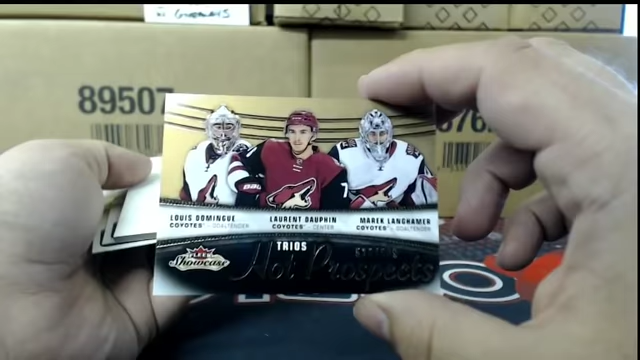 89507
LOUIS DOMINGUE
COYOTES - GOALTENDER
LAURENT DAUPHIN
COYOTES - CENTER
MAREK LANGHAMER
COYOTES - GOALTENDER
TRIOS
FLEER
Showcase
Hot Prospects